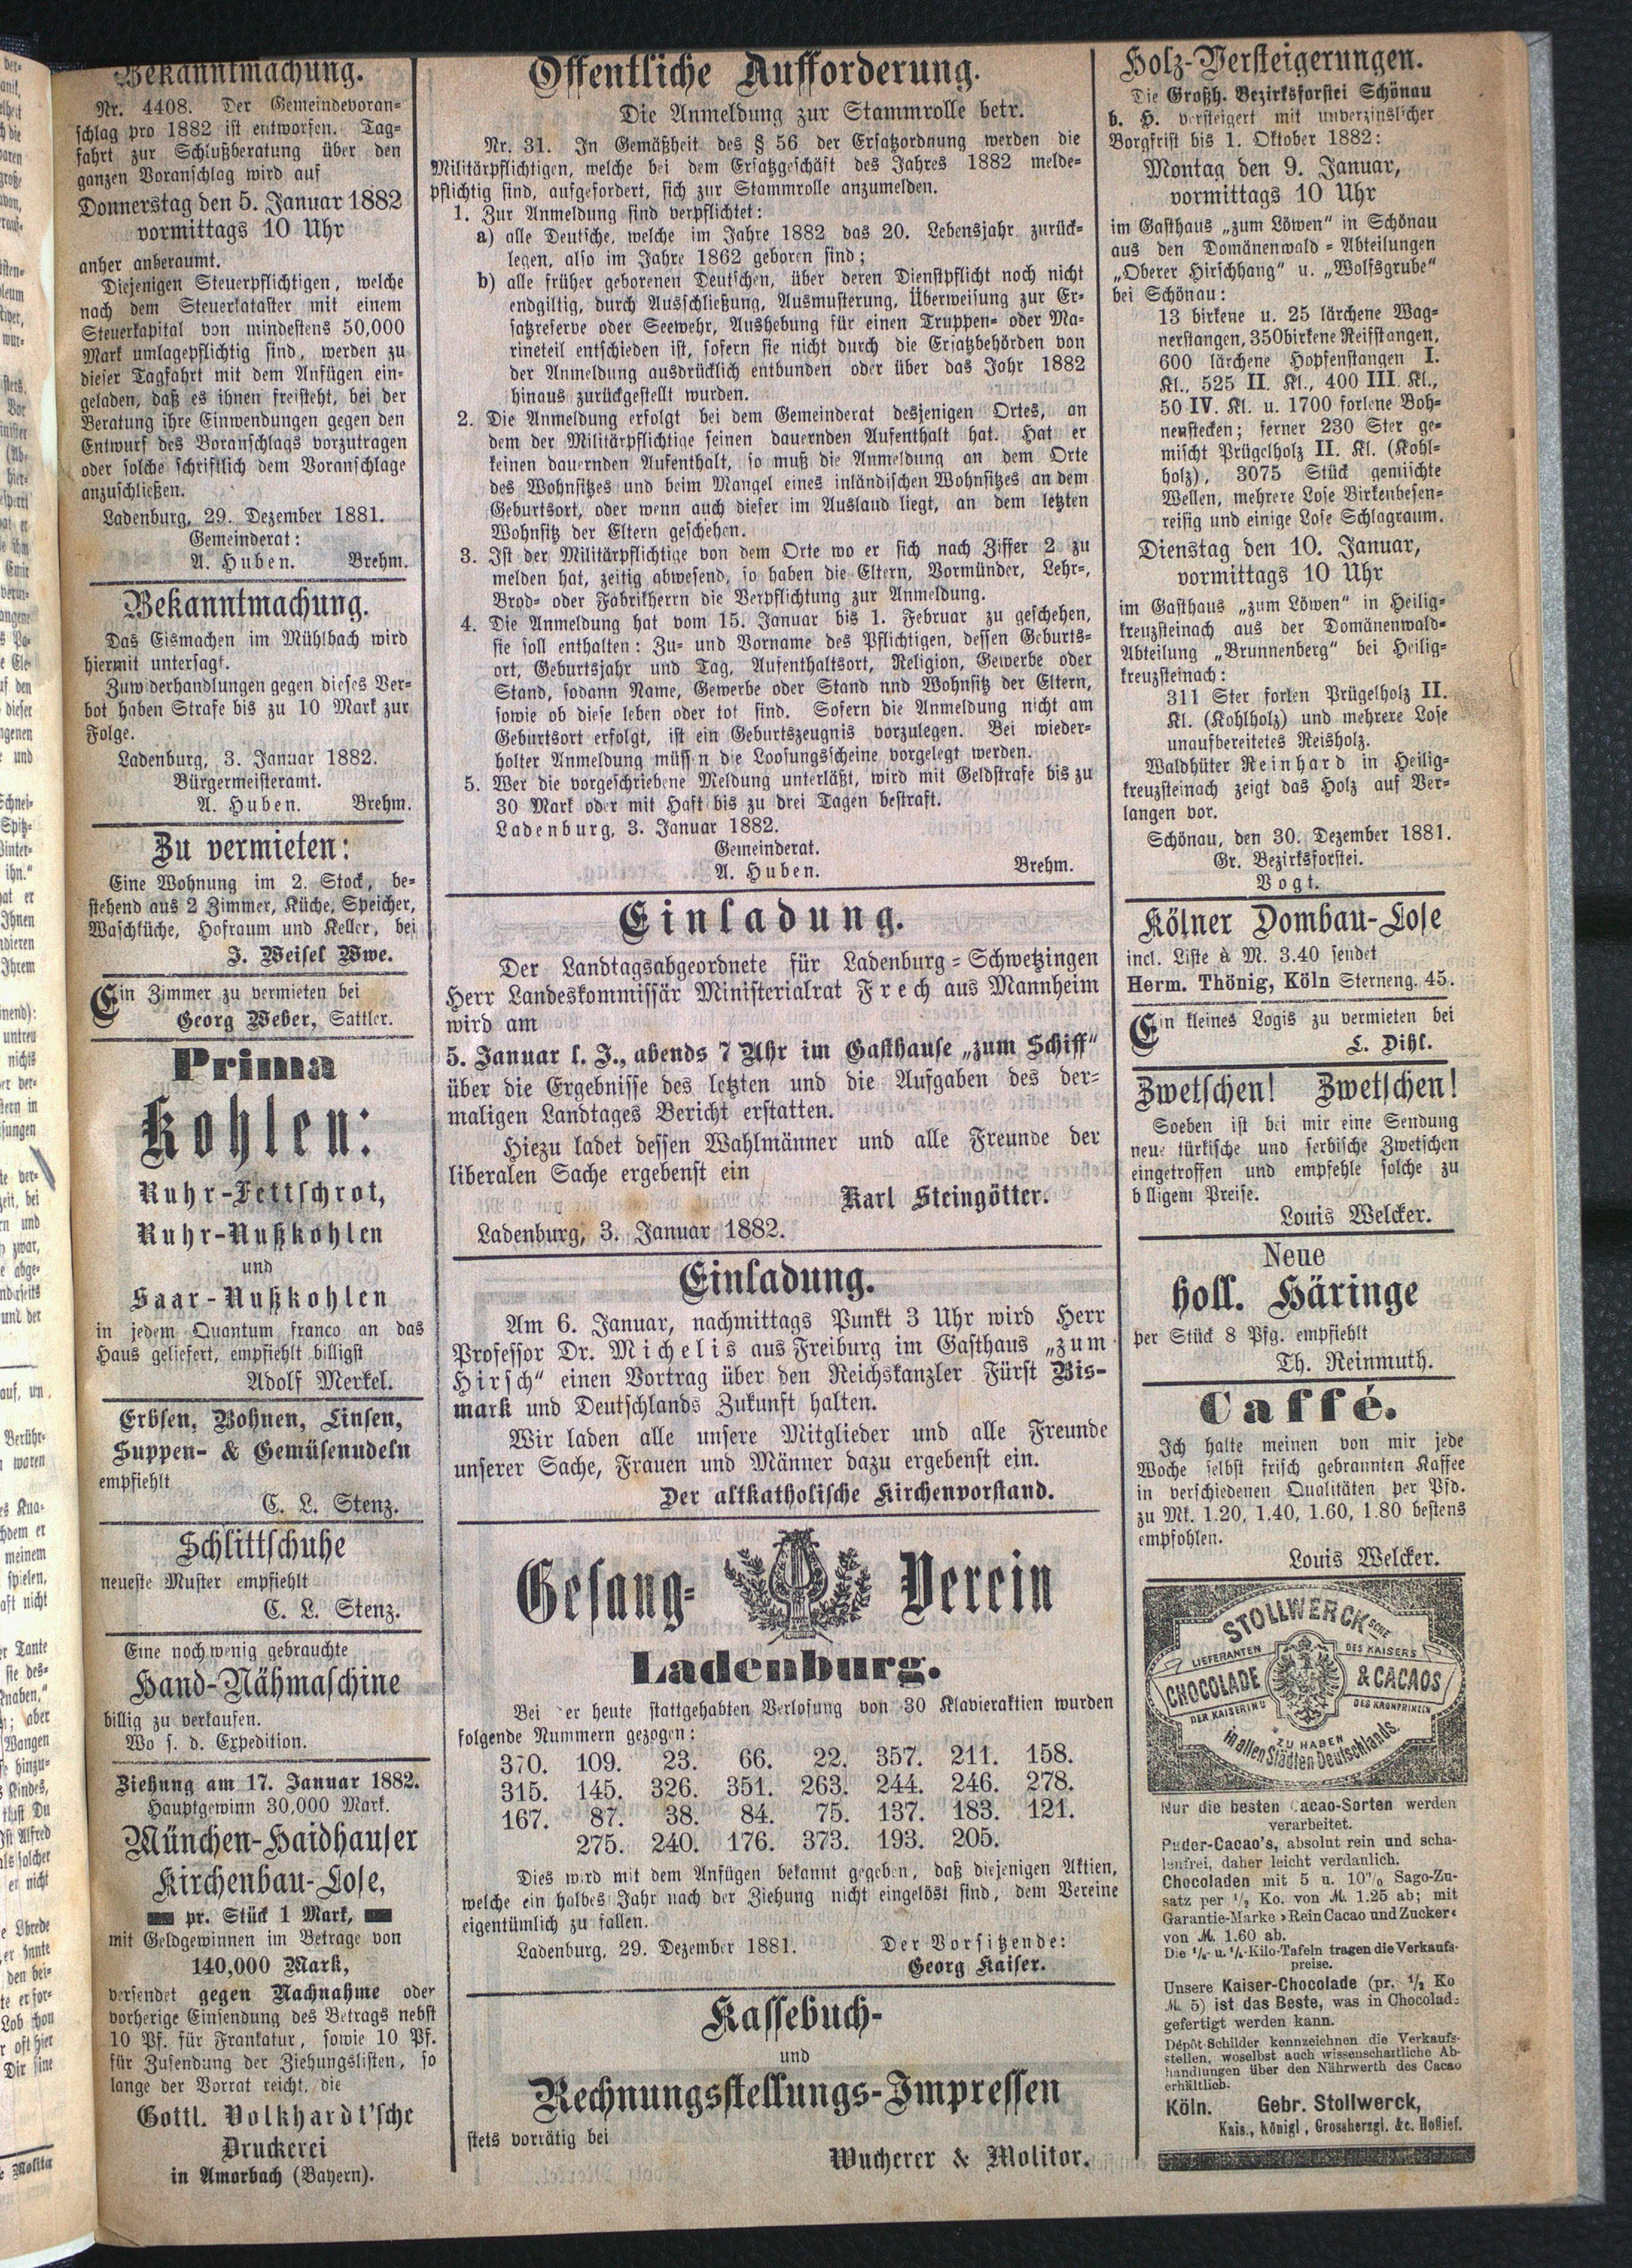 Bekanntmachung.
Nr. 4408. Der Gemeindevoran-
schlag pro 1882 ist entworfen. Tag-
fahrt zur Schlußberatung über den
ganzen Voranschlag wird auf
Donnerstag den 5. Januar 1882
vormittags 10 Uhr
anher anberaumt.
Diejenigen Steuerpflichtigen, welche
nach dem Steuerkataster mit einem
Steuerkapital von mindestens 50,000
Mark umlagepflichtig sind, werden zu
dieser Tagfahrt mit dem Anfügen ein-
geladen, daß es ihnen freisteht, bei der
Beratung ihre Einwendungen gegen den
Entwurf des Voranschlags vorzutragen
oder solche schriftlich dem Voranschlage
anzuschließen.
Ladenburg, 29. Dezember 1881.
Gemeinderat:
A. Huben. Brehm.
Bekanntmachung.
Das Eismachen im Mühlbach wird
hiermit untersagt.
Zuwiderhandlungen gegen dieses Ver-
bot haben Strafe bis zu 10 Mark zur
Folge.
Ladenburg, 3. Januar 1882.
Bürgermeisteramt.
A. Huben. Brehm.
Zu vermieten:
Eine Wohnung im 2. Stock, be-
stehend aus 2 Zimmer, Küche, Speicher,
Waschküche, Hofraum und Keller, bei
J. Weisel Wwe.
Ein Zimmer zu vermieten bei
Georg Weber, Sattler.
Prima
Kohlen:
Ruhr-Fettschrot,
Ruhr-Nußkohlen
und
Saar-Nußkohlen
in jedem Quantum franco an das
Haus geliefert, empfiehlt billigst
Adolf Merkel.
Erbsen, Bohnen, Linsen,
Suppen- & Gemüsenudeln
empfiehlt
C. L. Stenz.
Schlittschuhe
neueste Muster empfiehlt
C. L. Stenz.
Eine noch wenig gebrauchte
Hand-Nähmaschine
billig zu verkaufen.
Wo s. d. Expedition.
Ziehung am 17. Januar 1882.
Hauptgewinn 30,000 Mark.
München-Haidhauser
Kirchenbau-Lose,
pr. Stück 1 Mark,
mit Geldgewinnen im Betrage von
140,000 Mark,
versendet gegen Nachnahme oder
vorherige Einsendung des Betrags nebst
10 Pf. für Frankatur, sowie 10 Pf.
für Zusendung der Ziehungslisten, so
lange der Vorrat reicht, die
Gottl. Volkhardt'sche
Druckerei
in Amorbach (Bayern).
Öffentliche Aufforderung.
Die Anmeldung zur Stammrolle betr.
Nr. 31. In Gemäßheit des § 56 der Ersatzordnung werden die
Militärpflichtigen, welche bei dem Ersatzgeschäft des Jahres 1882 melde-
pflichtig sind, aufgefordert, sich zur Stammrolle anzumelden.
1. Zur Anmeldung sind verpflichtet:
a) alle Deutsche, welche im Jahre 1882 das 20. Lebensjahr zurück-
legen, also im Jahre 1862 geboren sind;
b) alle früher geborenen Deutschen, über deren Dienstpflicht noch nicht
endgiltig, durch Ausschließung, Ausmusterung, Überweisung zur Er-
satzreserve oder Seewehr, Aushebung für einen Truppen- oder Ma-
rineteil entschieden ist, sofern sie nicht durch die Ersatzbehörden von
der Anmeldung ausdrücklich entbunden oder über das Jahr 1882
hinaus zurückgestellt wurden.
2. Die Anmeldung erfolgt bei dem Gemeinderat desjenigen Ortes, an
dem der Militärpflichtige seinen dauernden Aufenthalt hat. Hat er
keinen dauernden Aufenthalt, so muß die Anmeldung an dem Orte
des Wohnsitzes und beim Mangel eines inländischen Wohnsitzes an dem
Geburtsort, oder wenn auch dieser im Ausland liegt, an dem letzten
Wohnsitz der Eltern geschehen.
3. Ist der Militärpflichtige von dem Orte wo er sich nach Ziffer 2 zu
melden hat, zeitig abwesend, so haben die Eltern, Vormünder, Lehr-,
Brod- oder Fabrikherrn die Verpflichtung zur Anmeldung.
4. Die Anmeldung hat vom 15. Januar bis 1. Februar zu geschehen,
sie soll enthalten: Zu- und Vorname des Pflichtigen, dessen Geburts-
ort, Geburtsjahr und Tag, Aufenthaltsort, Religion, Gewerbe oder
Stand, sodann Name, Gewerbe oder Stand nnd Wohnsitz der Eltern,
sowie ob diese leben oder tot sind. Sofern die Anmeldung nicht am
Geburtsort erfolgt, ist ein Geburtszeugnis vorzulegen. Bei wieder-
holter Anmeldung müssen die Loosungsscheine vorgelegt werden.
5. Wer die vorgeschriebene Meldung unterläßt, wird mit Geldstrafe bis zu
30 Mark oder mit Haft bis zu drei Tagen bestraft.
Ladenburg, 3. Januar 1882.
Gemeinderat.
A. Huben. Brehm.
Einladung.
Der Landtagsabgeordnete für Ladenburg-Schwetzingen
Herr Landeskommissär Ministerialrat Frech aus Mannheim
wird am
5. Januar l. J., abends 7 Uhr im Gasthause „zum Schiff"
über die Ergebnisse des letzten und die Aufgaben des der-
maligen Landtages Bericht erstatten.
Hiezu ladet dessen Wahlmänner und alle Freunde der
liberalen Sache ergebenst ein
Karl Steingötter.
Ladenburg, 3. Januar 1882.
Einladung.
Am 6. Januar, nachmittags Punkt 3 Uhr wird Herr
Professor Dr. Michelis aus Freiburg im Gasthaus „zum
Hirsch" einen Vortrag über den Reichskanzler Fürst Bis-
mark und Deutschlands Zukunft halten.
Wir laden alle unsere Mitglieder und alle Freunde
unserer Sache, Frauen und Männer dazu ergebenst ein.
Der altkatholische Kirchenvorstand.
Gesang-Verein
Ladenburg.
Bei er heute stattgehabten Verlosung von 30 Klavieraktien wurden
folgende Nummern gezogen:
370. 109. 23. 66. 22. 357. 211. 158.
315. 145. 326. 351. 263. 244. 246. 278.
167. 87. 38. 84. 75. 137. 183. 121.
275. 240. 176. 373. 193. 205.
Dies wird mit dem Anfügen bekannt gegeben, daß diejenigen Aktien,
welche ein halbes Jahr nach der Ziehung nicht eingelöst sind, dem Vereine
eigentümlich zu fallen.
Ladenburg, 29. Dezember 1881. Der Vorsitzende:
Georg Kaiser.
Kassebuch-
und
Rechnungsstellungs-Impressen
stets vorrätig bei
Wucherer & Molitor.
Holz-Versteigerungen.
Die Großh. Bezirksforstei Schönau
b. H. versteigert mit unverzinslicher
Borgfrist bis 1. Oktober 1882:
Montag den 9. Januar,
vormittags 10 Uhr
im Gasthaus „zum Löwen" in Schönau
aus den Domänenwald-Abteilungen
„Oberer Hirschhang" u. „Wolfsgrube"
bei Schönau:
13 birkene u. 25 lärchene Wag-
nerstangen, 350 birkene Reifstangen,
600 lärchene Hopfenstangen I.
Kl., 525 II. Kl., 400 III. Kl.,
50 IV. Kl. u. 1700 forlene Boh-
nenstecken; ferner 230 Ster ge-
mischt Prügelholz II. Kl. (Kohl-
holz), 3075 Stück gemischte
Wellen, mehrere Lose Birkenbesen-
reisig und einige Lose Schlagraum.
Dienstag den 10. Januar,
vormittags 10 Uhr
im Gasthaus „zum Löwen" in Heilig-
kreuzsteinach aus der Domänenwald-
Abteilung „Brunnenberg" bei Heilig-
kreuzsteinach:
311 Ster forlen Prügelholz II.
Kl. (Kohlholz) und mehrere Lose
unaufbereitetes Reisholz.
Waldhüter Reinhard in Heilig-
kreuzsteinach zeigt das Holz auf Ver-
langen vor.
Schönau, den 30. Dezember 1881.
Gr. Bezirksforstei.
Vogt.
Kölner Dombau-Lose
incl. Liste à M. 3.40 sendet
Herm. Thönig, Köln Sterneng. 45.
Ein kleines Logis zu vermieten bei
L. Dihl.
Zwetschen! Zwetschen!
Soeben ist bei mir eine Sendung
neue türkische und serbische Zwetschen
eingetroffen und empfehle solche zu
billigem Preise.
Louis Welcker.
Neue
holl. Häringe
per Stück 8 Pfg. empfiehlt
Th. Reinmuth.
Caffé.
Ich halte meinen von mir jede
Woche selbst frisch gebrannten Kaffee
in verschiedenen Qualitäten per Pfd.
zu Mk. 1.20, 1.40, 1.60, 1.80 bestens
empfohlen.
Louis Welcker.
STOLLWERCK'SCHE
LIEFERANTEN DES KAISERS
CHOCOLADE & CACAOS
DER KAISERIN U DES KRONPRINZEN
ZU HABEN
in allen Städten Deutschlands.
Nur die besten Cacao-Sorten werden
verarbeitet.
Puder-Cacao's, absolut rein und scha-
lenfrei, daher leicht verdaulich.
Chocoladen mit 5 u. 10% Sago-Zu-
satz per ½ Ko. von M. 1.25 ab; mit
Garantie-Marke »Rein Cacao und Zucker«
von M. 1.60 ab.
Die u. Kilo-Tafeln tragen die Verkaufs-
preise.
Unsere Kaiser-Chocolade (pr. ½ Ko
M. 5) ist das Beste, was in Chocolade
gefertigt werden kann.
Dépôt-Schilder kennzeichnen die Verkaufs-
stellen, woselbst auch wissenschaftliche Ab-
handlungen über den Nährwerth des Cacao
erhältlich.
Köln. Gebr. Stollwerck,
Kais., Königl., Grossherzgl. &c. Hoflief.